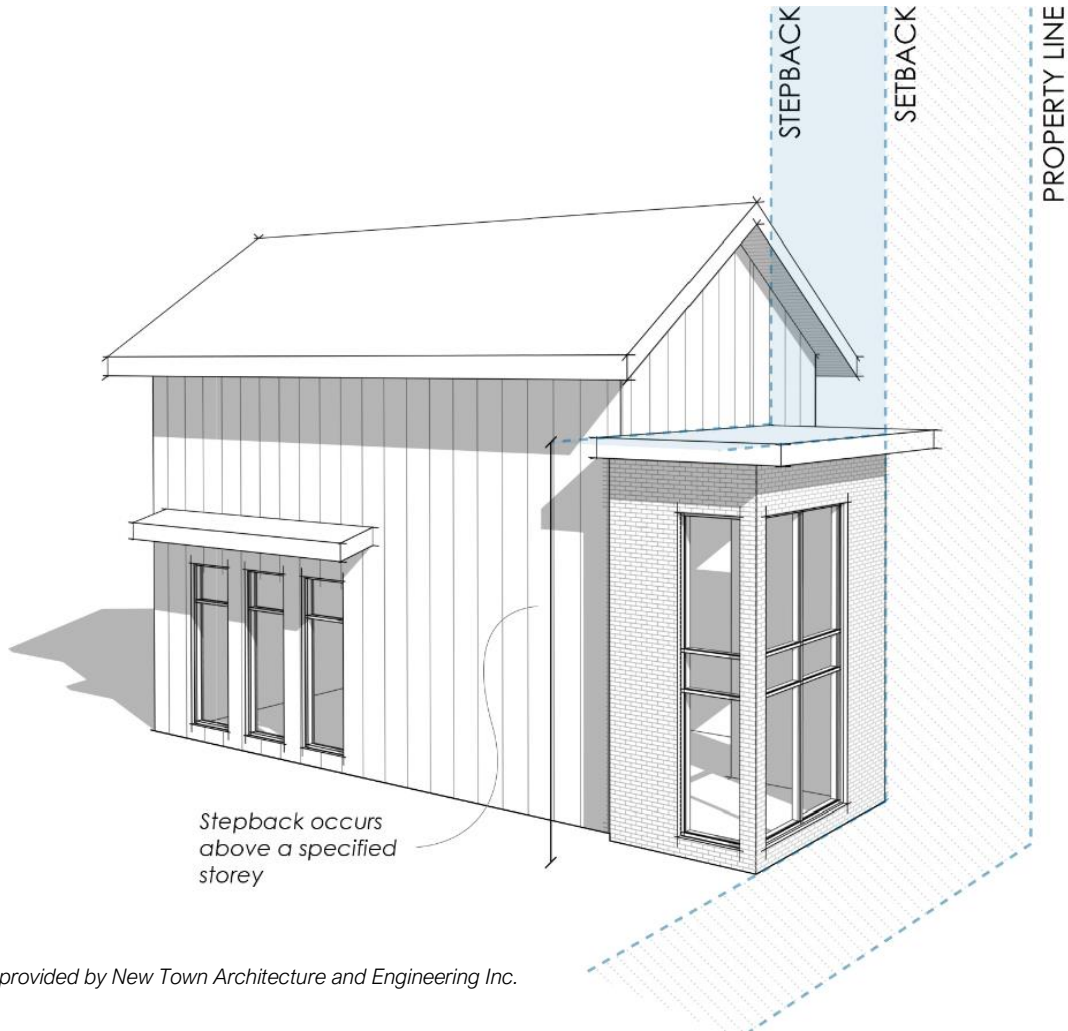 STEPBACK
SETBACK
PROPERTY LINE
Stepback occurs
above a specified
storey
provided by New Town Architecture and Engineering Inc.